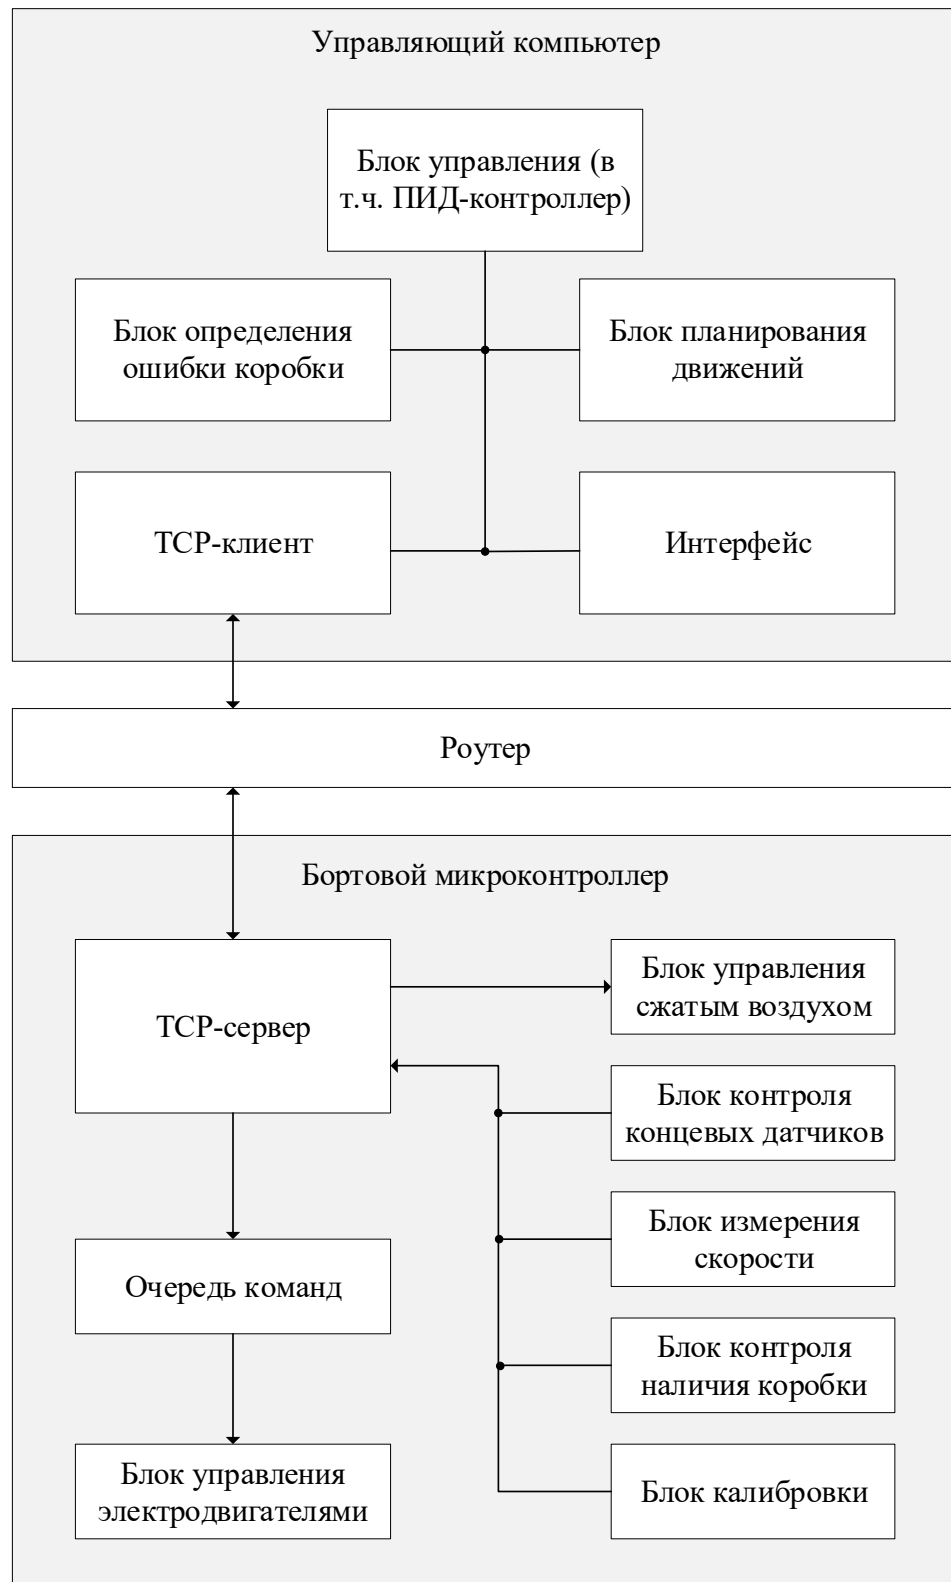 Управляющий компьютер
Блок управления (в
т.ч. ПИД-контроллер)
Блок определения
ошибки коробки
Блок планирования
движений
TCP-клиент
Интерфейс
Роутер
Бортовой микроконтроллер
TCP-сервер
Блок управления
сжатым воздухом
Блок контроля
концевых датчиков
Блок измерения
скорости
Очередь команд
Блок контроля
наличия коробки
Блок управления
электродвигателями
Блок калибровки